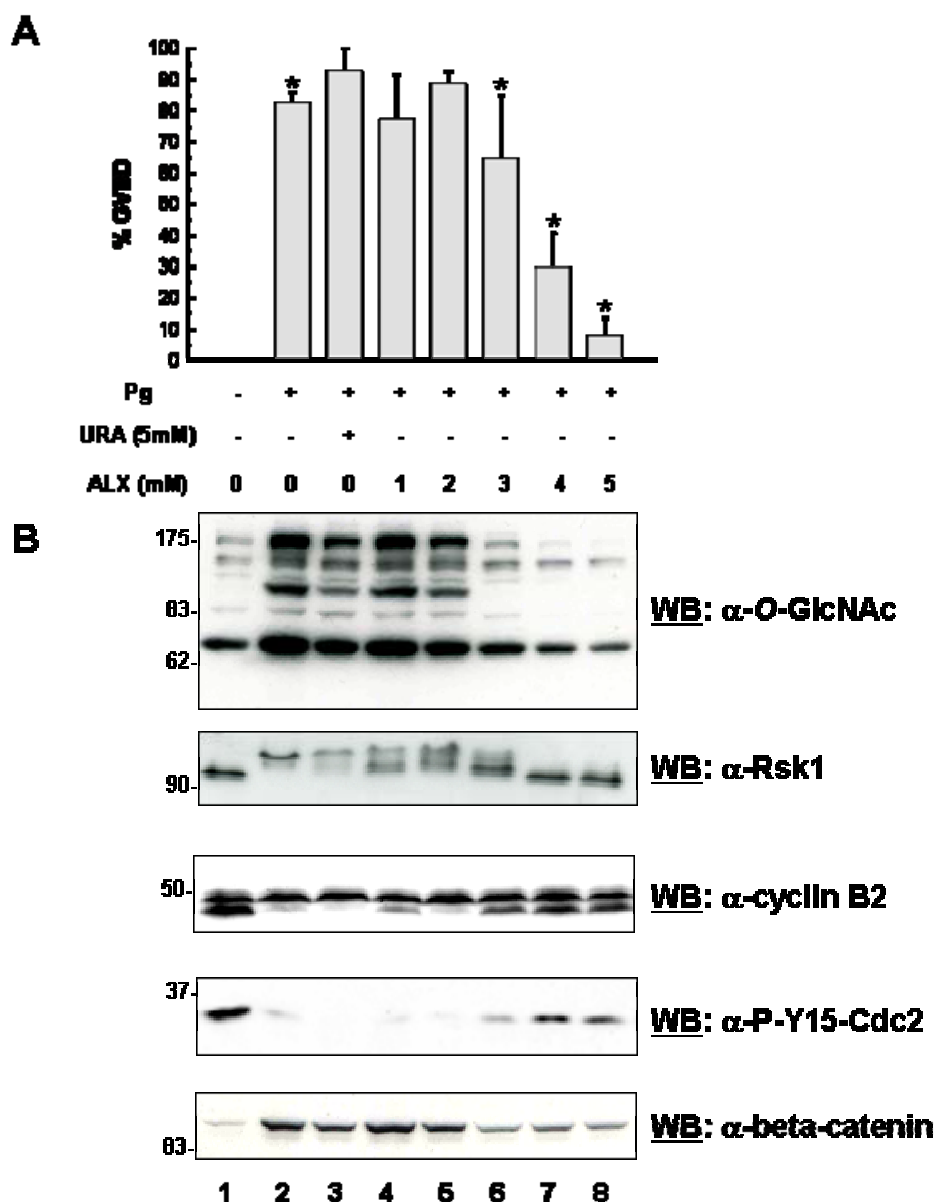 A
100
90
80
70
60
50
40
30
20
10
0
% GVBD
* * * *
Pg - + + + + + + +
URA (5mM) - - + - - - - -
ALX (mM) 0 0 0 1 2 3 4 5
B
175-
83-
62-
WB: α-O-GlcNAc
90-
WB: α-Rsk1
50-
WB: α-cyclin B2
37-
WB: α-P-Y15-Cdc2
83-
WB: α-beta-catenin
1 2 3 4 5 6 7 8